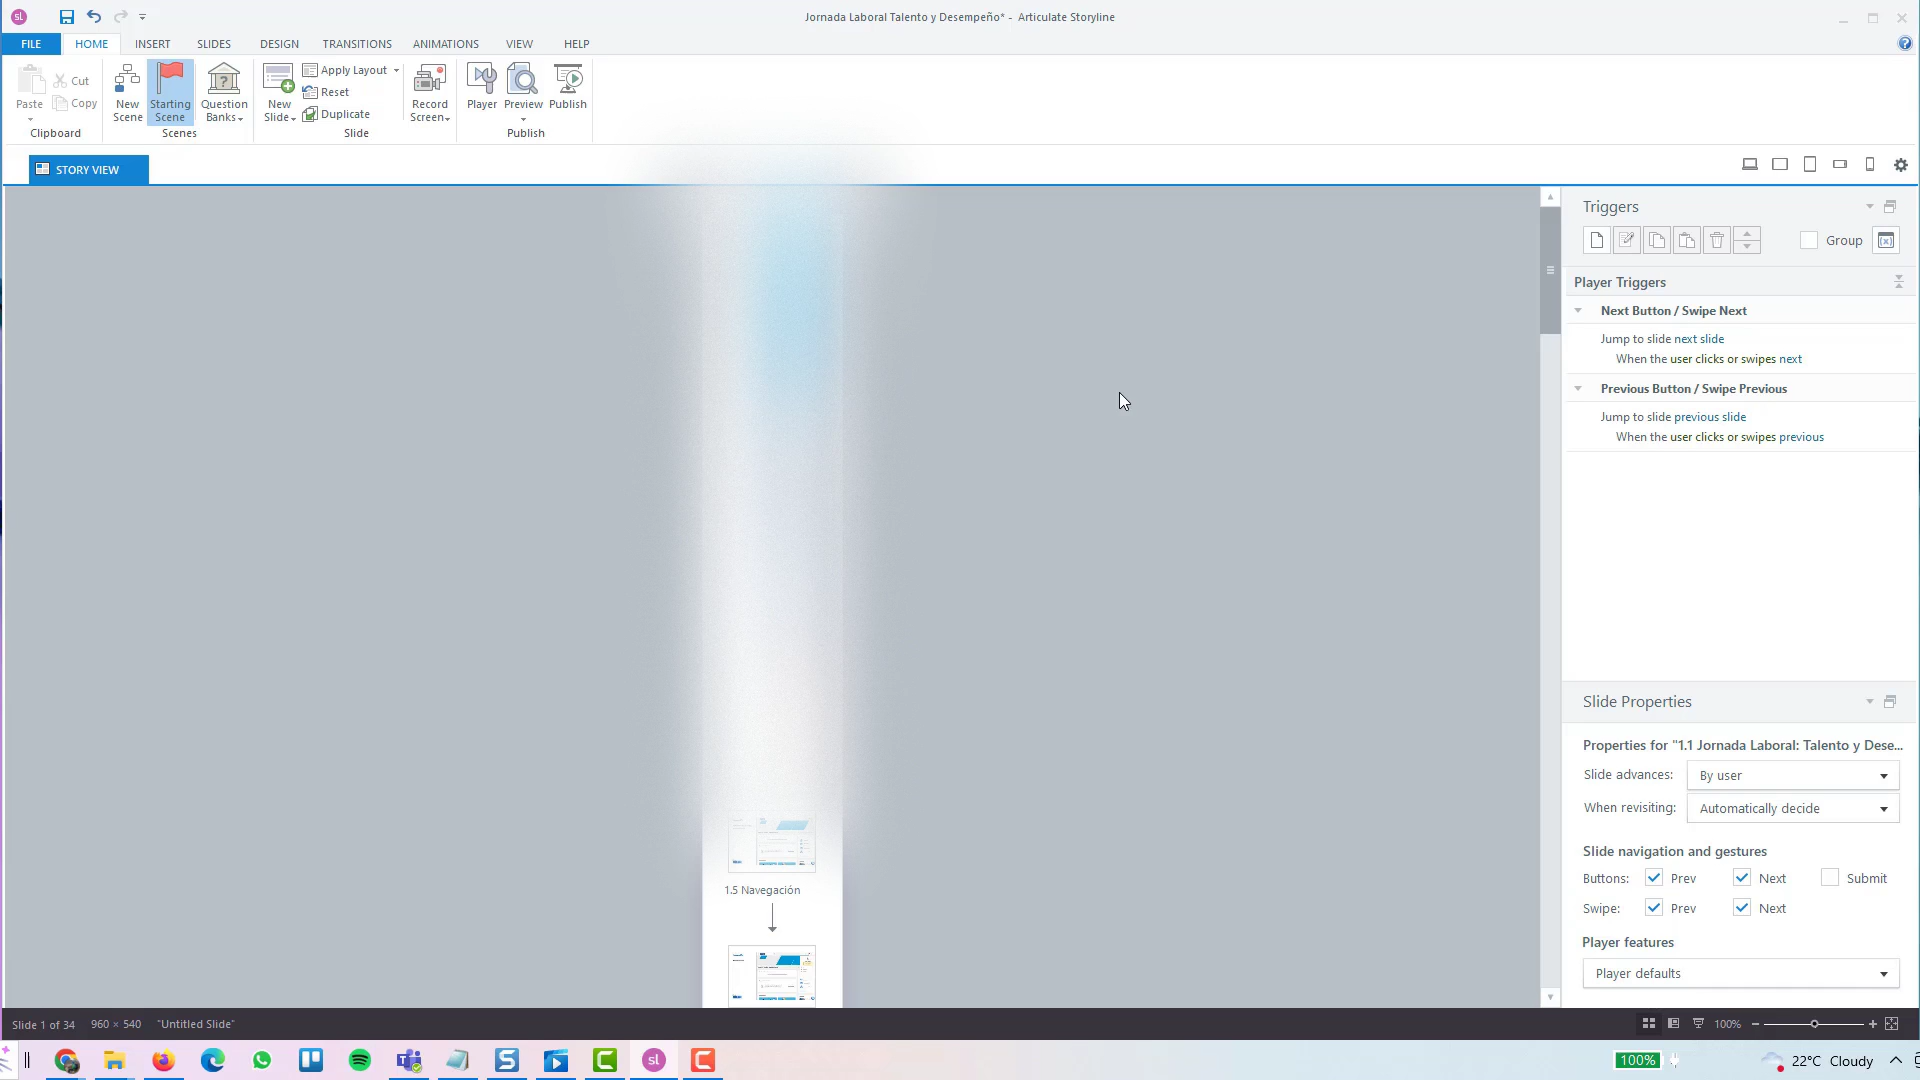 Jornada Laboral Talento y Desempeño* - Articulate Storyline
FILE HOME INSERT SLIDES DESIGN TRANSITIONS ANIMATIONS VIEW HELP
Paste
Cut
Copy
Clipboard
New Scene
Starting Scene
Question Banks
Scenes
New Slide
Apply Layout
Reset
Duplicate
Slide
Record Screen
Player
Preview
Publish
Publish
STORY VIEW
Triggers
Group
Player Triggers
Next Button / Swipe Next
Jump to slide next slide
When the user clicks or swipes next
Previous Button / Swipe Previous
Jump to slide previous slide
When the user clicks or swipes previous
1.5 Navegación
Slide Properties
Properties for "1.1 Jornada Laboral: Talento y Dese...
Slide advances: By user
When revisiting: Automatically decide
Slide navigation and gestures
Buttons: Prev Next Submit
Swipe: Prev Next
Player features
Player defaults
Slide 1 of 34 960 × 540 "Untitled Slide" 100%
100% 22°C Cloudy